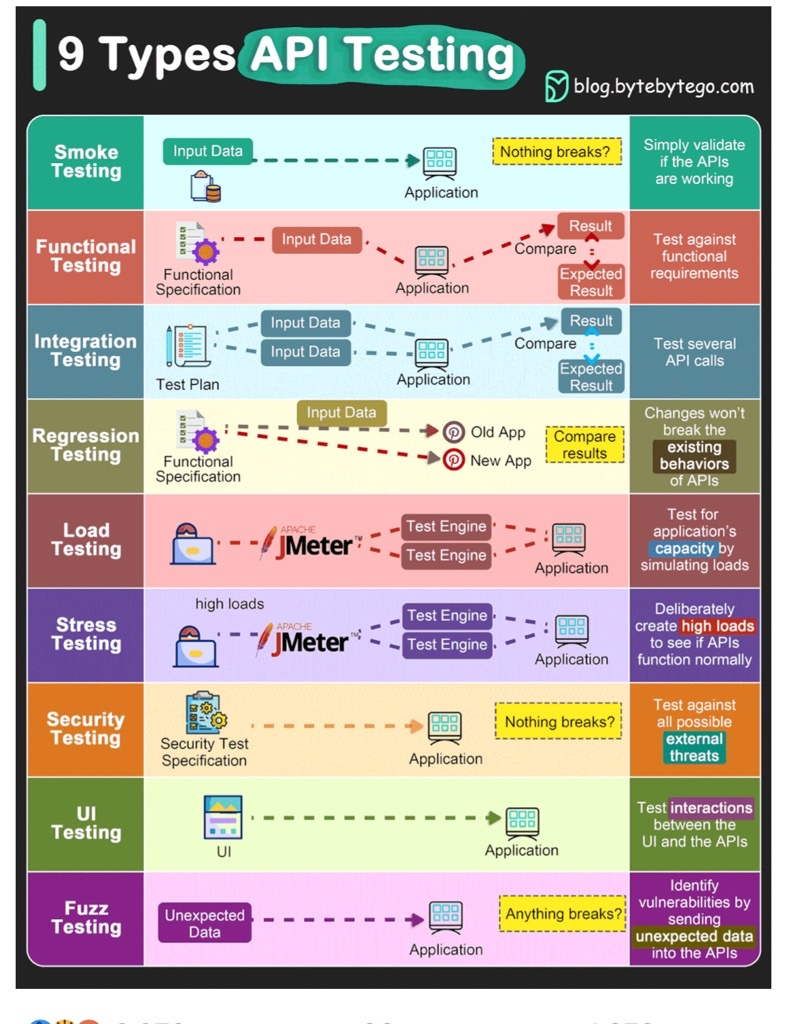 9 Types API Testing
blog.bytebytego.com
Smoke
Testing
Input Data
Application
Nothing breaks?
Simply validate
if the APIs
are working
Functional
Testing
Functional
Specification
Input Data
Application
Compare
Result
Expected
Result
Test against
functional
requirements
Integration
Testing
Test Plan
Input Data
Input Data
Application
Compare
Result
Expected
Result
Test several
API calls
Regression
Testing
Functional
Specification
Input Data
Old App
New App
Compare
results
Changes won't
break the
existing
behaviors
of APIs
Load
Testing
APACHE
JMeter™
Test Engine
Test Engine
Application
Test for
application's
capacity by
simulating loads
Stress
Testing
high loads
APACHE
JMeter™
Test Engine
Test Engine
Application
Deliberately
create high loads
to see if APIs
function normally
Security
Testing
Security Test
Specification
Application
Nothing breaks?
Test against
all possible
external
threats
UI
Testing
UI
Application
Test interactions
between the
UI and the APIs
Fuzz
Testing
Unexpected
Data
Application
Anything breaks?
Identify
vulnerabilities by
sending
unexpected data
into the APIs